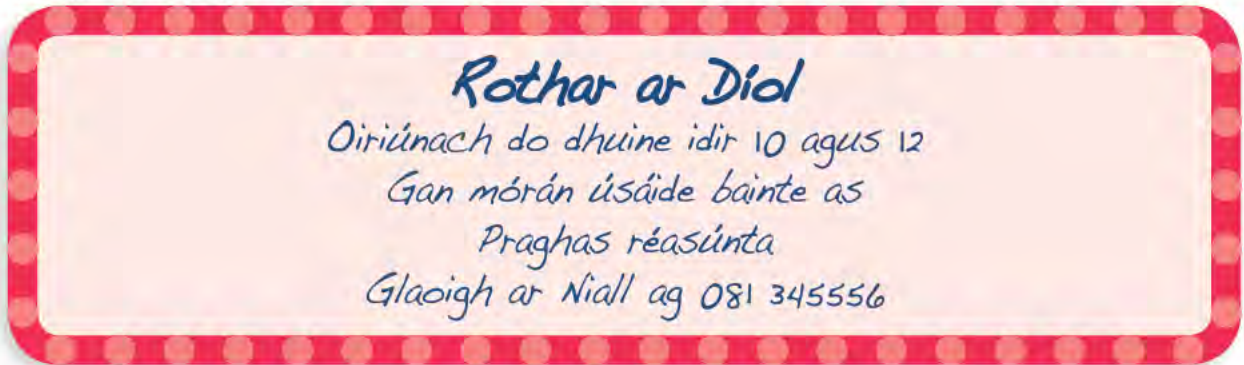 Rothar ar Díol
Oiriúnach do dhuine idir 10 agus 12
Gan mórán úsáide bainte as
Praghas réasúnta
Glaoigh ar Niall ag 081 345556